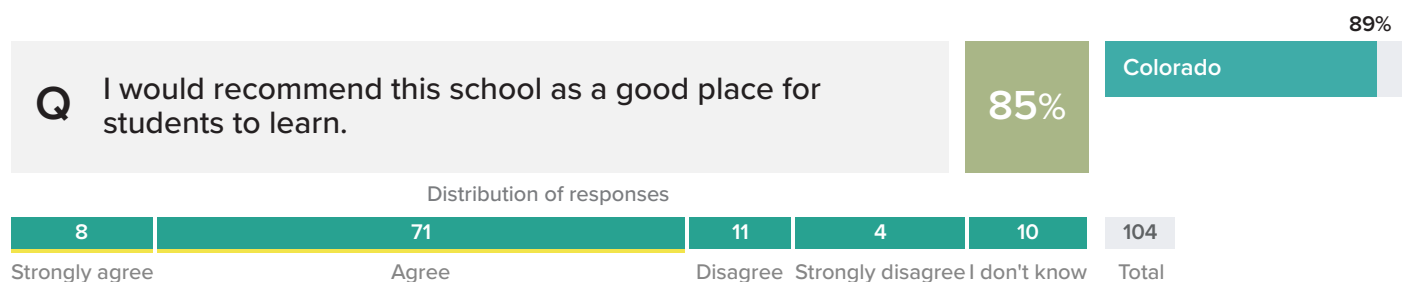 89%
Q
I would recommend this school as a good place for
students to learn.
85%
Colorado
Distribution of responses
8 71 11 4 10 104
Strongly agree Agree Disagree Strongly disagree I don't know Total